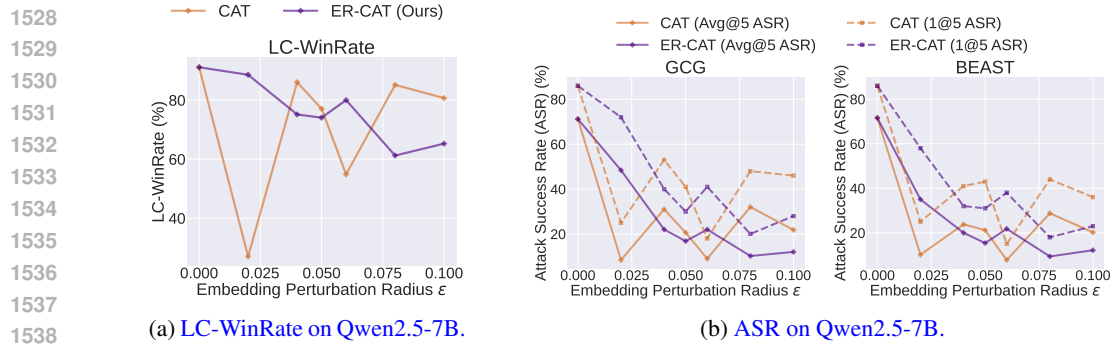 1528
1529
1530
1531
1532
1533
1534
1535
1536
1537
1538
CAT ER-CAT (Ours)
LC-WinRate
LC-WinRate (%)
80
60
40
0.000 0.025 0.050 0.075 0.100
Embedding Perturbation Radius ε
(a) LC-WinRate on Qwen2.5-7B.
CAT (Avg@5 ASR) CAT (1@5 ASR)
ER-CAT (Avg@5 ASR) ER-CAT (1@5 ASR)
GCG
Attack Success Rate (ASR) (%)
80
60
40
20
0.000 0.025 0.050 0.075 0.100
Embedding Perturbation Radius ε
BEAST
Attack Success Rate (ASR) (%)
80
60
40
20
0.000 0.025 0.050 0.075 0.100
Embedding Perturbation Radius ε
(b) ASR on Qwen2.5-7B.